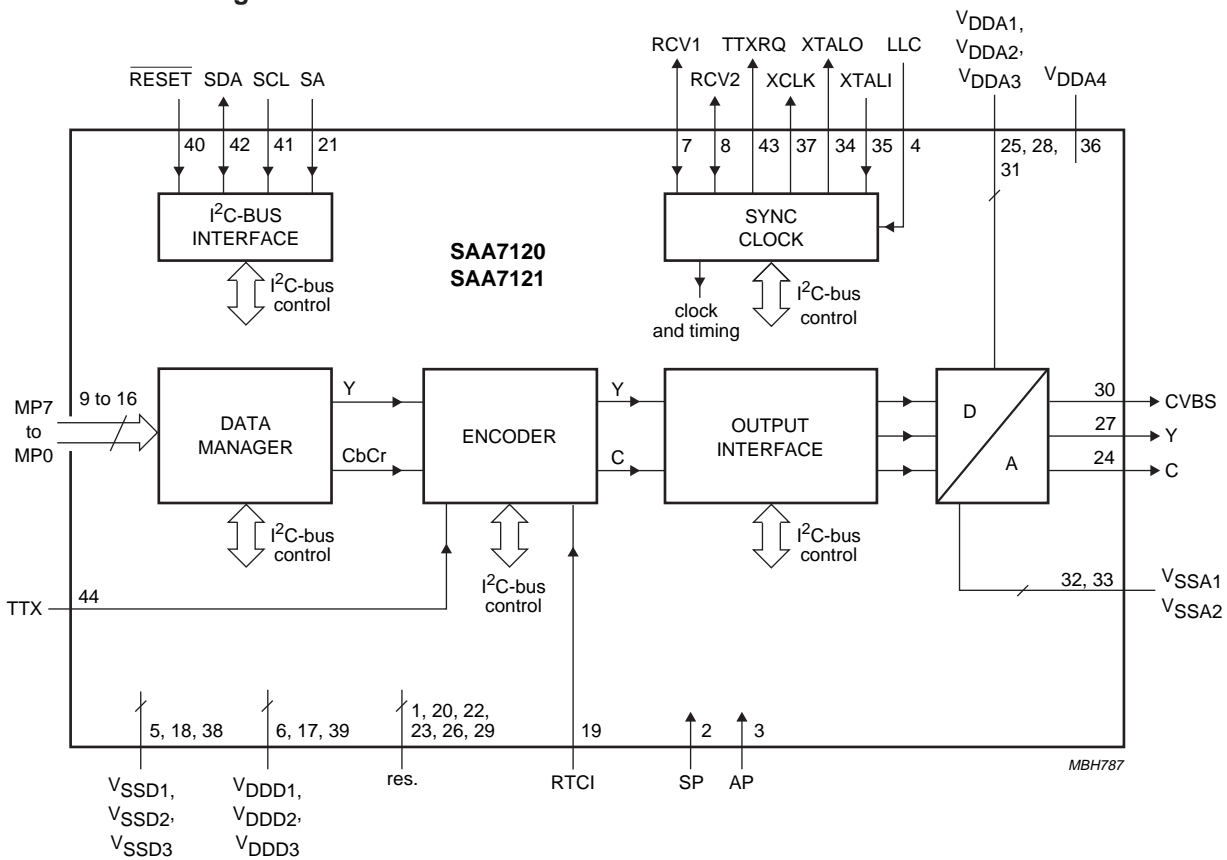 RESET SDA SCL SA
RCV1 TTXRQ XTALO LLC
RCV2 XCLK XTALI
VDDA1,
VDDA2,
VDDA3
VDDA4
40 42 41 21
7 8 43 37 34 35 4
25, 28,
31
36
I2C-BUS
INTERFACE
SYNC
CLOCK
SAA7120
SAA7121
I2C-bus
control
clock
and timing
I2C-bus
control
MP7
to
MP0
9 to 16
DATA
MANAGER
Y
CbCr
ENCODER
Y
C
OUTPUT
INTERFACE
D
A
30 CVBS
27 Y
24 C
I2C-bus
control
I2C-bus
control
I2C-bus
control
TTX 44
32, 33
VSSA1
VSSA2
5, 18, 38
6, 17, 39
1, 20, 22,
23, 26, 29
19
2
3
VSSD1,
VSSD2,
VSSD3
VDDD1,
VDDD2,
VDDD3
res.
RTCI
SP
AP
MBH787